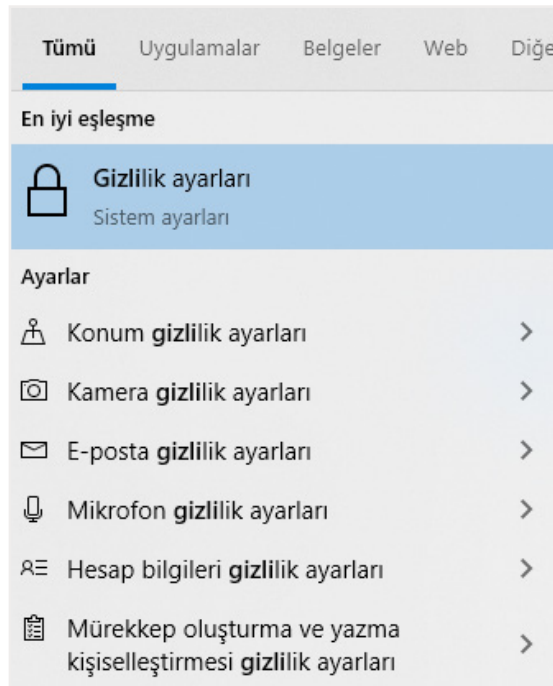 Tümü Uygulamalar Belgeler Web Diğe
En iyi eşleşme
Gizlilik ayarları
Sistem ayarları
Ayarlar
Konum gizlilik ayarları
Kamera gizlilik ayarları
E-posta gizlilik ayarları
Mikrofon gizlilik ayarları
Hesap bilgileri gizlilik ayarları
Mürekkep oluşturma ve yazma
kişiselleştirmesi gizlilik ayarları